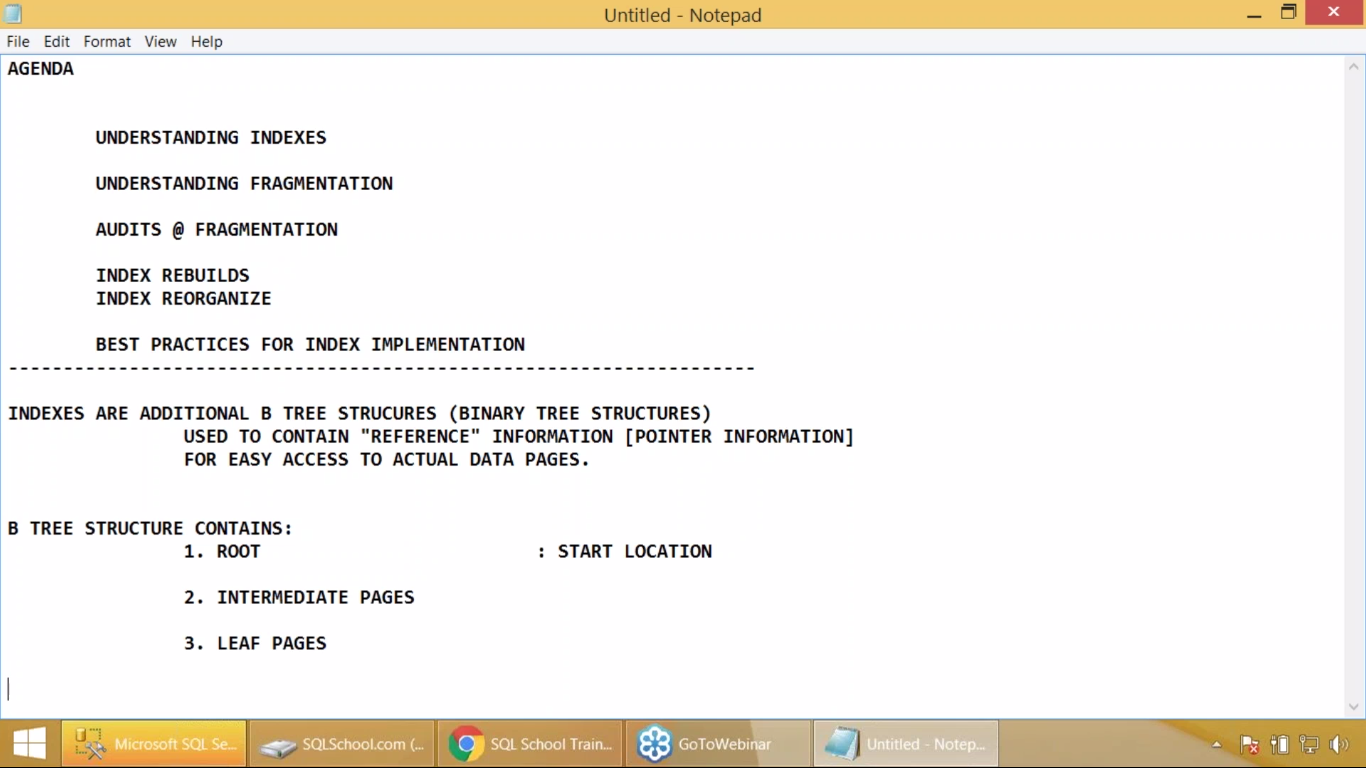 Untitled - Notepad
File Edit Format View Help
AGENDA
UNDERSTANDING INDEXES
UNDERSTANDING FRAGMENTATION
AUDITS @ FRAGMENTATION
INDEX REBUILDS
INDEX REORGANIZE
BEST PRACTICES FOR INDEX IMPLEMENTATION
--------------------------------------------------------------------
INDEXES ARE ADDITIONAL B TREE STRUCURES (BINARY TREE STRUCTURES)
USED TO CONTAIN "REFERENCE" INFORMATION [POINTER INFORMATION]
FOR EASY ACCESS TO ACTUAL DATA PAGES.
B TREE STRUCTURE CONTAINS:
1. ROOT : START LOCATION
2. INTERMEDIATE PAGES
3. LEAF PAGES
Microsoft SQL Se... SQLSchool.com (... SQL School Train... GoToWebinar Untitled - Notep...